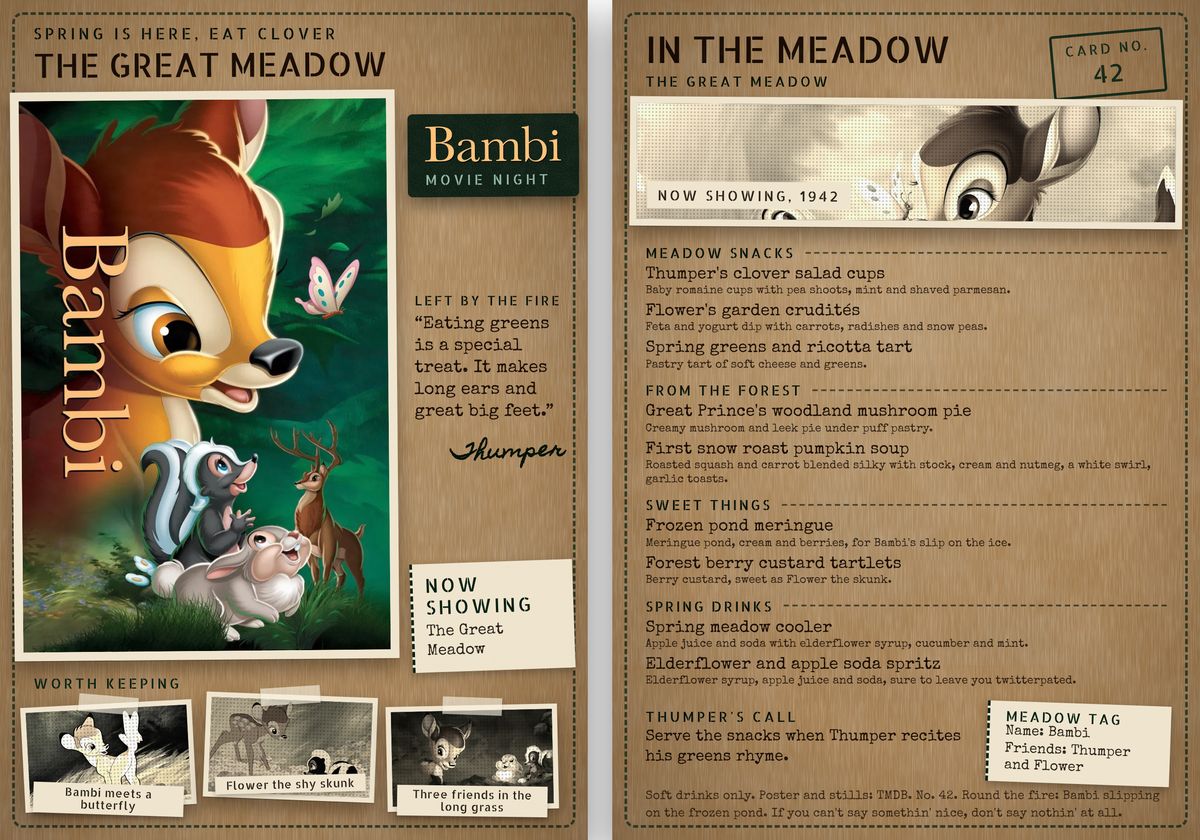 SPRING IS HERE, EAT CLOVER
THE GREAT MEADOW
Bambi
Bambi
MOVIE NIGHT
LEFT BY THE FIRE
“Eating greens
is a special
treat. It makes
long ears and
great big feet.”
Thumper
NOW
SHOWING
The Great
Meadow
WORTH KEEPING
Bambi meets a
butterfly
Flower the shy skunk
Three friends in the
long grass
IN THE MEADOW
THE GREAT MEADOW
CARD NO.
42
NOW SHOWING, 1942
MEADOW SNACKS
Thumper's clover salad cups
Baby romaine cups with pea shoots, mint and shaved parmesan.
Flower's garden crudités
Feta and yogurt dip with carrots, radishes and snow peas.
Spring greens and ricotta tart
Pastry tart of soft cheese and greens.
FROM THE FOREST
Great Prince's woodland mushroom pie
Creamy mushroom and leek pie under puff pastry.
First snow roast pumpkin soup
Roasted squash and carrot blended silky with stock, cream and nutmeg, a white swirl,
garlic toasts.
SWEET THINGS
Frozen pond meringue
Meringue pond, cream and berries, for Bambi's slip on the ice.
Forest berry custard tartlets
Berry custard, sweet as Flower the skunk.
SPRING DRINKS
Spring meadow cooler
Apple juice and soda with elderflower syrup, cucumber and mint.
Elderflower and apple soda spritz
Elderflower syrup, apple juice and soda, sure to leave you twitterpated.
THUMPER'S CALL
Serve the snacks when Thumper recites
his greens rhyme.
MEADOW TAG
Name: Bambi
Friends: Thumper
and Flower
Soft drinks only. Poster and stills: TMDB. No. 42. Round the fire: Bambi slipping
on the frozen pond. If you can't say somethin' nice, don't say nothin' at all.